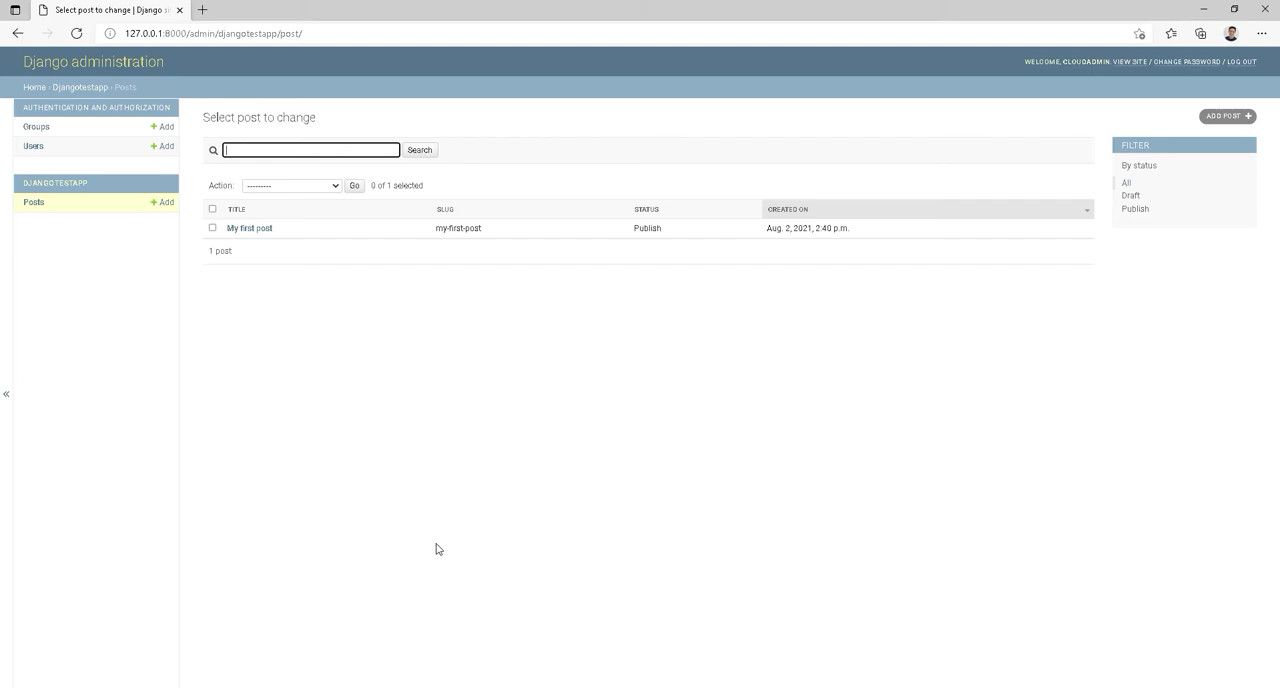 Select post to change | Django si
127.0.0.1:8000/admin/djangotestapp/post/
Django administration
WELCOME, CLOUDADMIN. VIEW SITE / CHANGE PASSWORD / LOG OUT
Home › Djangotestapp › Posts
AUTHENTICATION AND AUTHORIZATION
Groups + Add
Users + Add
DJANGOTESTAPP
Posts + Add
«
Select post to change
ADD POST +
Search
Action: --------- Go 0 of 1 selected
TITLE SLUG STATUS CREATED ON
My first post my-first-post Publish Aug. 2, 2021, 2:40 p.m.
1 post
FILTER
By status
All
Draft
Publish